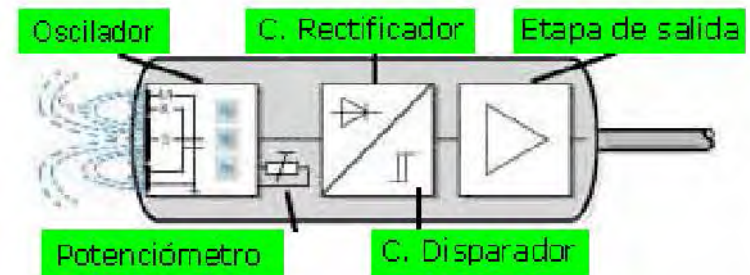 Oscilador
C. Rectificador
Etapa de salida
Potenciómetro
C. Disparador